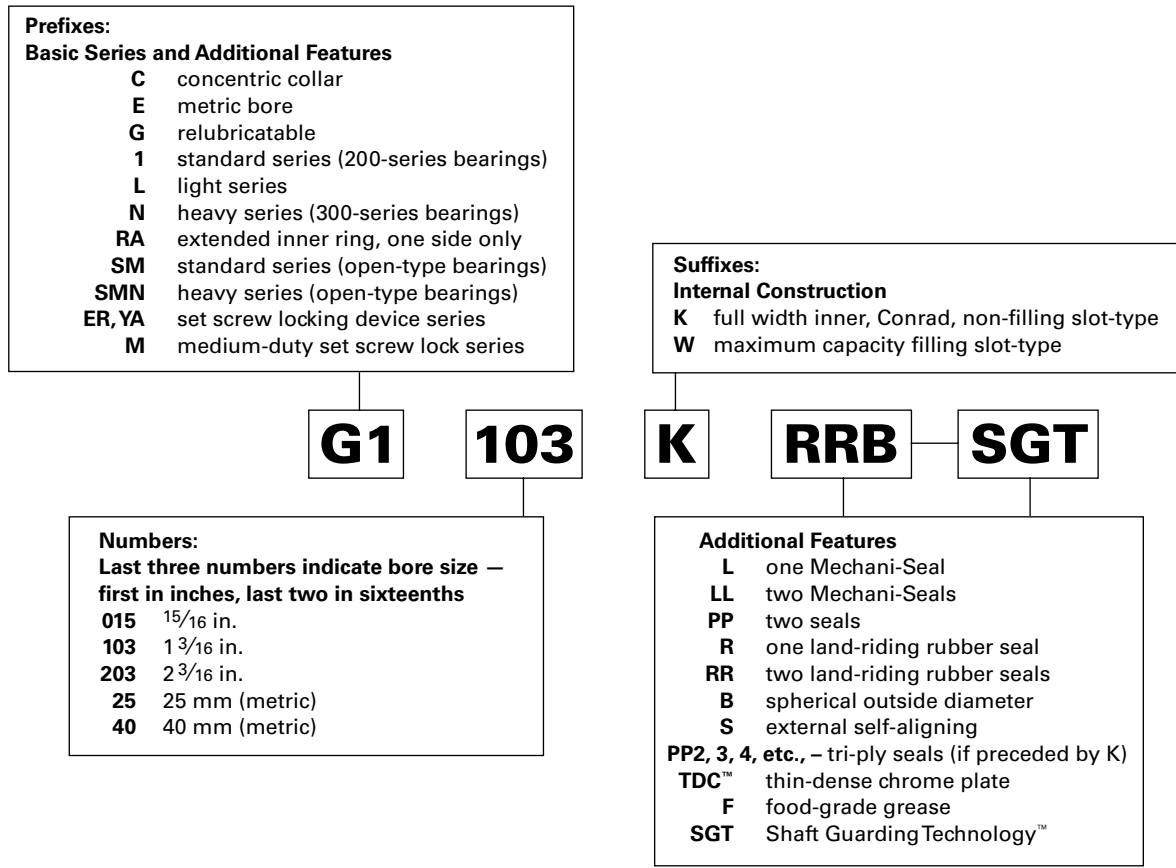 Prefixes:
Basic Series and Additional Features
C concentric collar
E metric bore
G relubricatable
1 standard series (200-series bearings)
L light series
N heavy series (300-series bearings)
RA extended inner ring, one side only
SM standard series (open-type bearings)
SMN heavy series (open-type bearings)
ER, YA set screw locking device series
M medium-duty set screw lock series
Suffixes:
Internal Construction
K full width inner, Conrad, non-filling slot-type
W maximum capacity filling slot-type
G1 103 K RRB SGT
Numbers:
Last three numbers indicate bore size —
first in inches, last two in sixteenths
015 15/16 in.
103 1 3/16 in.
203 2 3/16 in.
25 25 mm (metric)
40 40 mm (metric)
Additional Features
L one Mechani-Seal
LL two Mechani-Seals
PP two seals
R one land-riding rubber seal
RR two land-riding rubber seals
B spherical outside diameter
S external self-aligning
PP2, 3, 4, etc., – tri-ply seals (if preceded by K)
TDC™ thin-dense chrome plate
F food-grade grease
SGT Shaft Guarding Technology™